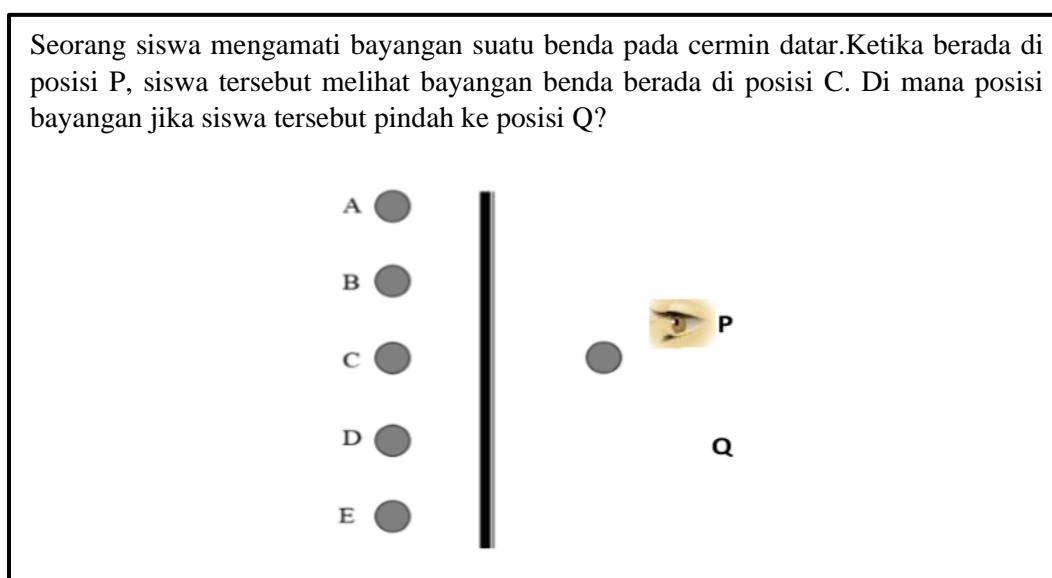 Seorang siswa mengamati bayangan suatu benda pada cermin datar.Ketika berada di
posisi P, siswa tersebut melihat bayangan benda berada di posisi C. Di mana posisi
bayangan jika siswa tersebut pindah ke posisi Q?
A
B
P
C
D
Q
E